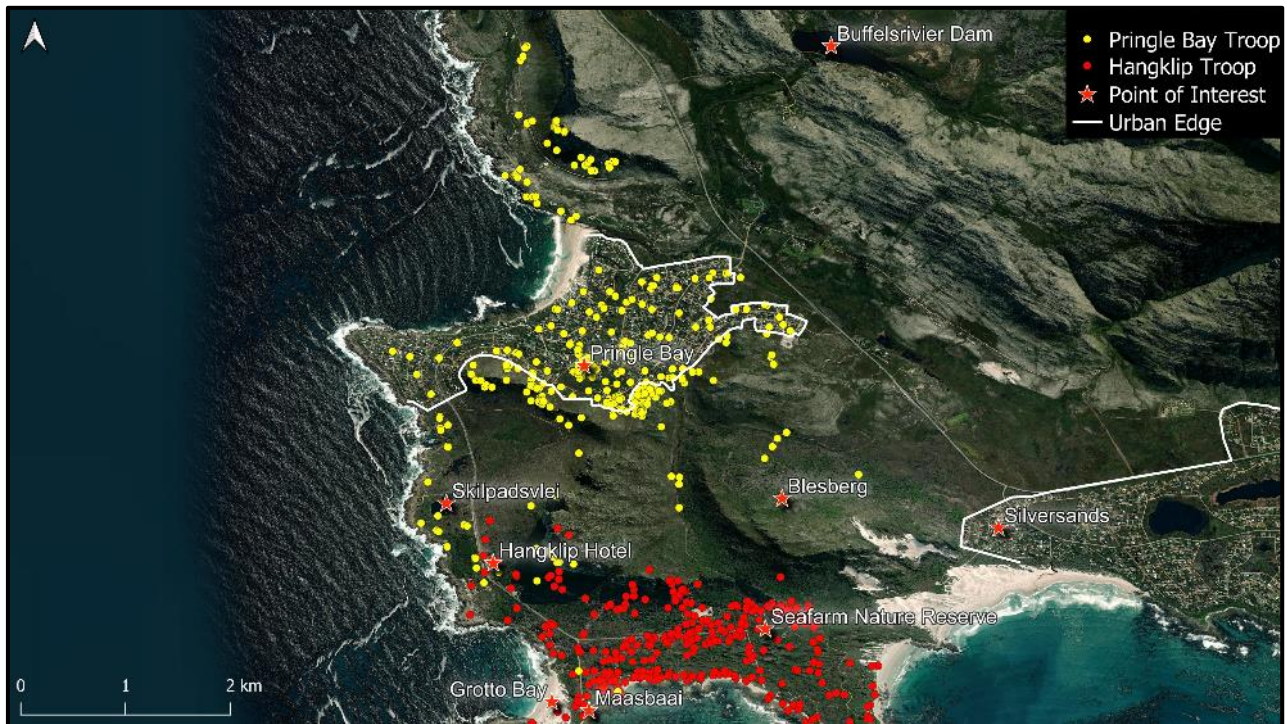 Buffelsrivier Dam
Pringle Bay Troop
Hangklip Troop
Point of Interest
Urban Edge
Pringle Bay
Skilpadsvlei
Blesberg
Silversands
Hangklip Hotel
Seafarm Nature Reserve
Grotto Bay
Maasbaai
0 1 2 km